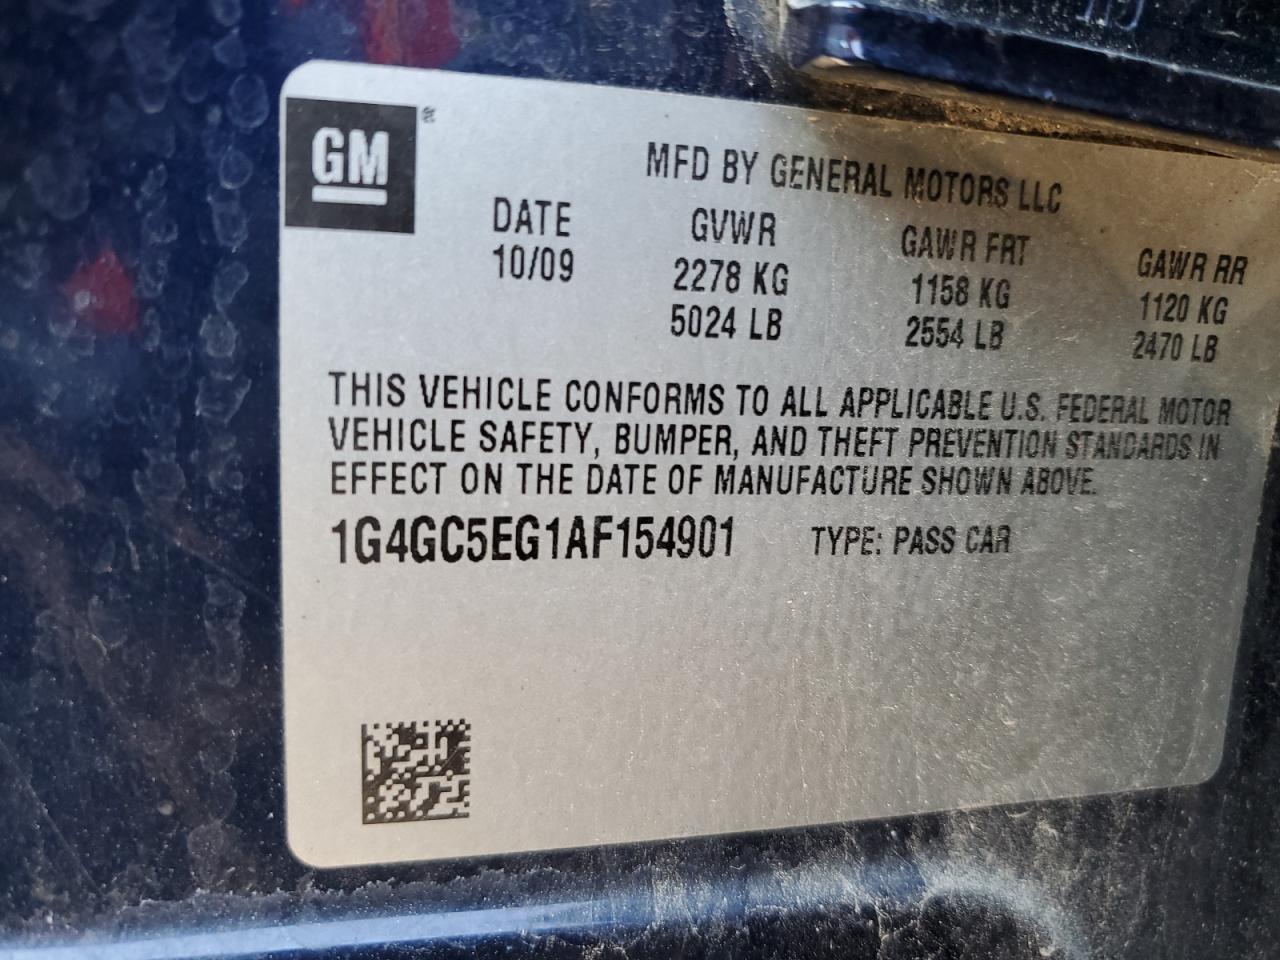 GM®
MFD BY GENERAL MOTORS LLC
DATE GVWR GAWR FRT GAWR RR
10/09 2278 KG 1158 KG 1120 KG
5024 LB 2554 LB 2470 LB
THIS VEHICLE CONFORMS TO ALL APPLICABLE U.S. FEDERAL MOTOR
VEHICLE SAFETY, BUMPER, AND THEFT PREVENTION STANDARDS IN
EFFECT ON THE DATE OF MANUFACTURE SHOWN ABOVE.
1G4GC5EG1AF154901 TYPE: PASS CAR